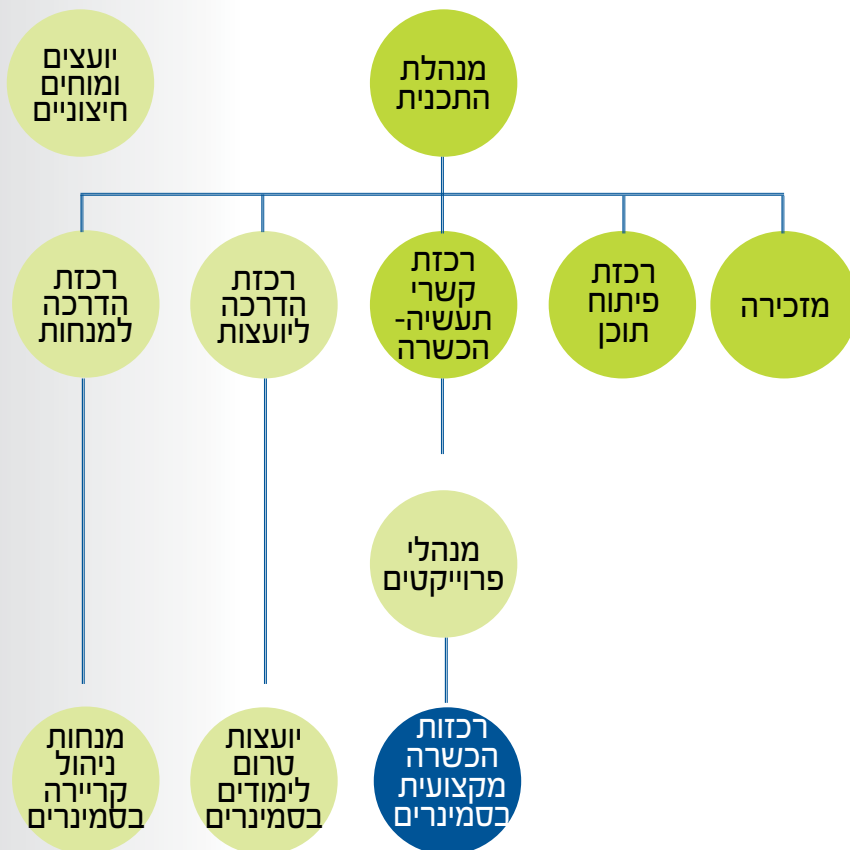 מנהלת
התכנית
יועצים
ומוחים
חיצוניים
מזכירה
רכזת
פיתוח
תוכן
רכזת
קשרי
תעשיה-
הכשרה
רכזת
הדרכה
ליועצות
רכזת
הדרכה
למנחות
מנהלי
פרוייקטים
רכזות
הכשרה
מקצועית
בסמינרים
יועצות
טרום
לימודים
בסמינרים
מנחות
ניהול
קריירה
בסמינרים